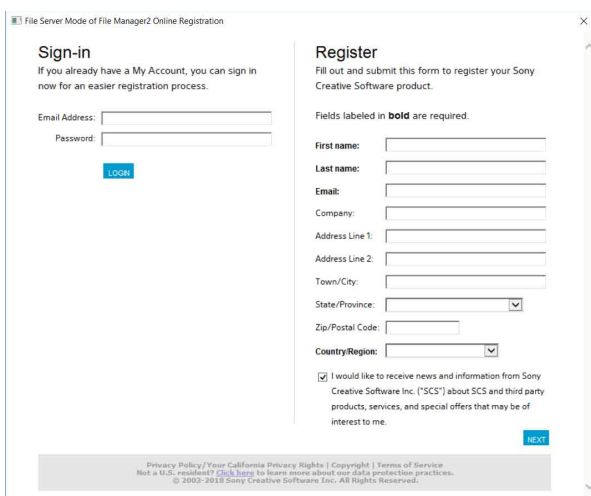 File Server Mode of File Manager2 Online Registration
Sign-in
If you already have a My Account, you can sign in
now for an easier registration process.
Email Address:
Password:
LOGIN
Register
Fill out and submit this form to register your Sony
Creative Software product.
Fields labeled in bold are required.
First name:
Last name:
Email:
Company:
Address Line 1:
Address Line 2:
Town/City:
State/Province:
Zip/Postal Code:
Country/Region:
I would like to receive news and information from Sony
Creative Software Inc. ("SCS") about SCS and third party
products, services, and special offers that may be of
interest to me.
NEXT
Privacy Policy/Your California Privacy Rights | Copyright | Terms of Service
Not a U.S. resident? Click here to learn more about our data protection practices.
© 2003-2018 Sony Creative Software Inc. All Rights Reserved.